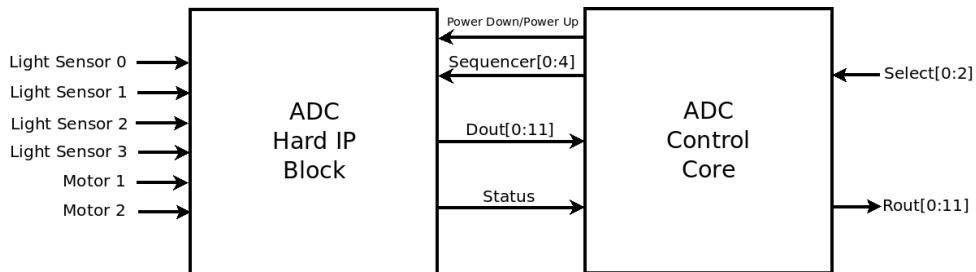 Power Down/Power Up
Light Sensor 0
Sequencer[0:4]
Select[0:2]
Light Sensor 1
ADC
Hard IP
Block
ADC
Control
Core
Light Sensor 2
Dout[0:11]
Light Sensor 3
Motor 1
Status
Motor 2
Rout[0:11]